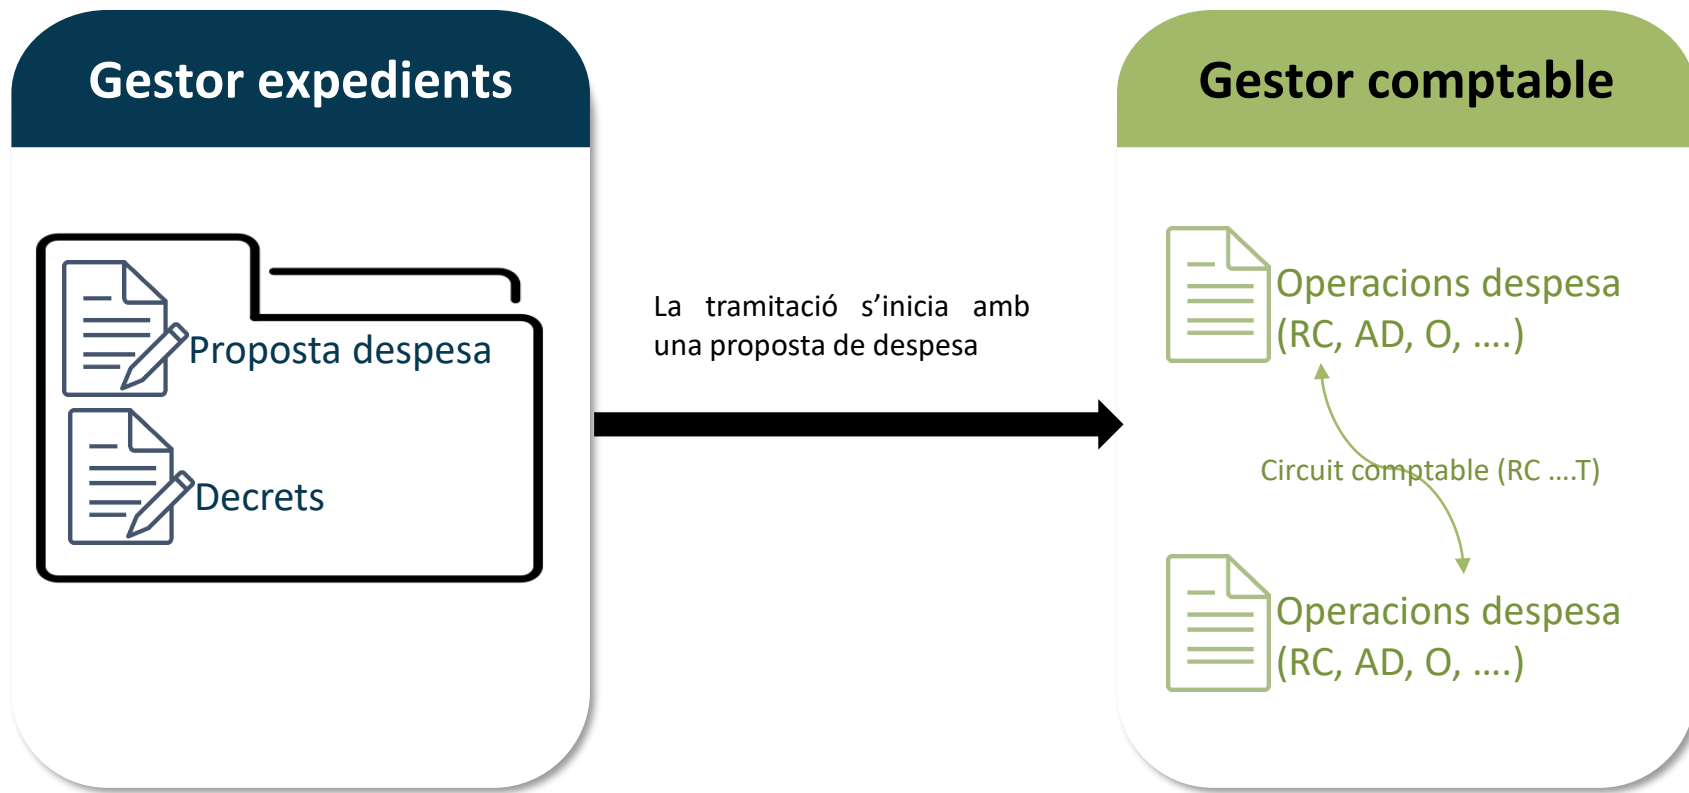 Gestor expedients
Proposta despesa
Decrets
La tramitació s’inicia amb
una proposta de despesa
Gestor comptable
Operacions despesa
(RC, AD, O, ….)
Circuit comptable (RC ….T)
Operacions despesa
(RC, AD, O, ….)